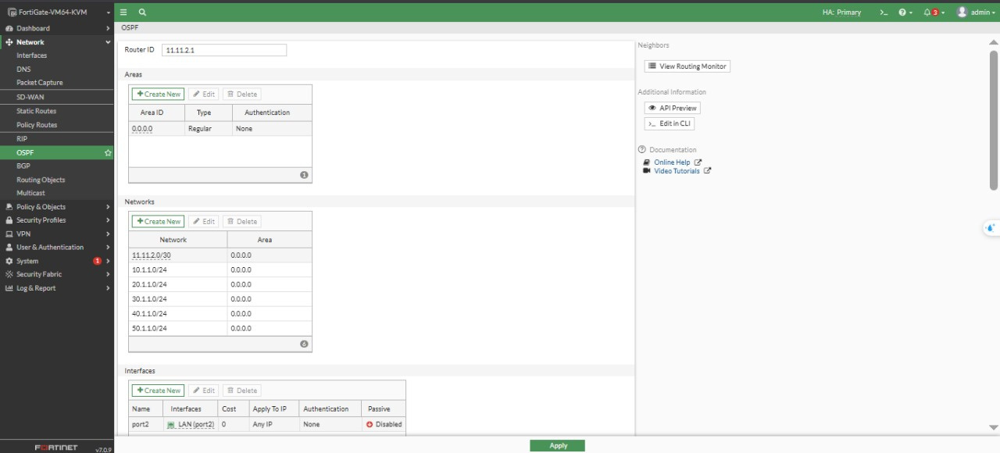 FortiGate-VM64-KVM
HA: Primary
>_
3
admin
Dashboard
Network
Interfaces
DNS
Packet Capture
SD-WAN
Static Routes
Policy Routes
RIP
OSPF
BGP
Routing Objects
Multicast
Policy & Objects
Security Profiles
VPN
User & Authentication
System 1
Security Fabric
Log & Report
FORTINET v7.0.9
OSPF
Router ID 11.11.2.1
Areas
+Create New Edit Delete
Area ID Type Authentication
0.0.0.0 Regular None
1
Networks
+Create New Edit Delete
Network Area
11.11.2.0/30 0.0.0.0
10.1.1.0/24 0.0.0.0
20.1.1.0/24 0.0.0.0
30.1.1.0/24 0.0.0.0
40.1.1.0/24 0.0.0.0
50.1.1.0/24 0.0.0.0
6
Interfaces
+Create New Edit Delete
Name Interfaces Cost Apply To IP Authentication Passive
port2 LAN (port2) 0 Any IP None Disabled
Apply
Neighbors
View Routing Monitor
Additional Information
API Preview
>_ Edit in CLI
Documentation
Online Help
Video Tutorials